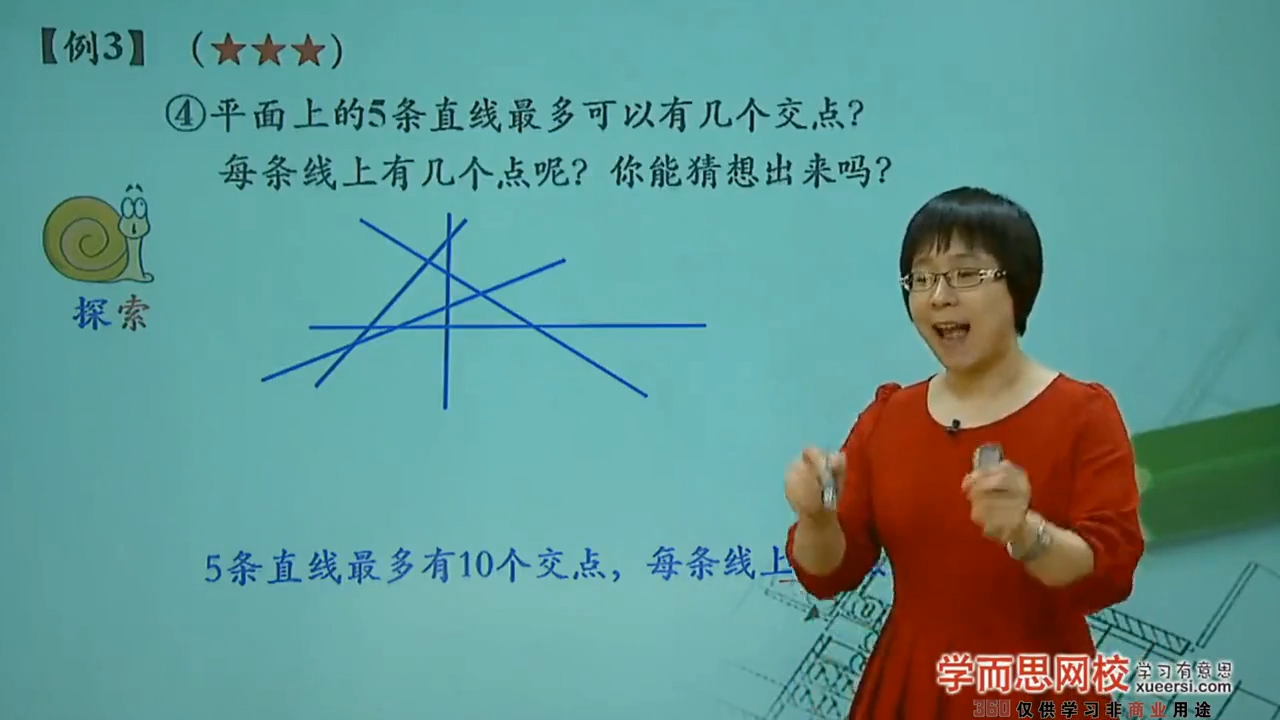 【例3】（★★★）
④平面上的5条直线最多可以有几个交点？
每条线上有几个点呢？你能猜想出来吗？
探索
5条直线最多有10个交点，每条线上
学而思网校 学习有意思
xueersi.com
360 仅供学习非商业用途